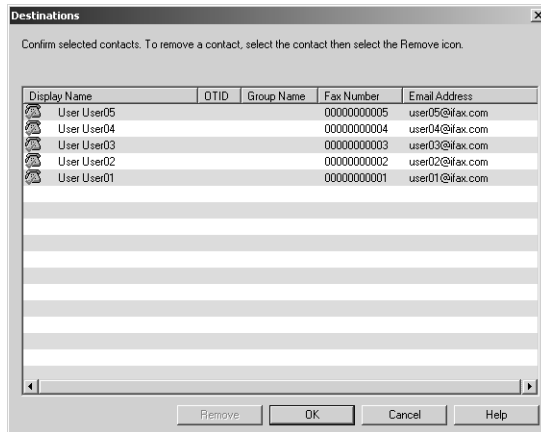 Destinations
Confirm selected contacts. To remove a contact, select the contact then select the Remove icon.
Display Name OTID Group Name Fax Number Email Address
User User05 00000000005 user05@ifax.com
User User04 00000000004 user04@ifax.com
User User03 00000000003 user03@ifax.com
User User02 00000000002 user02@ifax.com
User User01 00000000001 user01@ifax.com
Remove OK Cancel Help